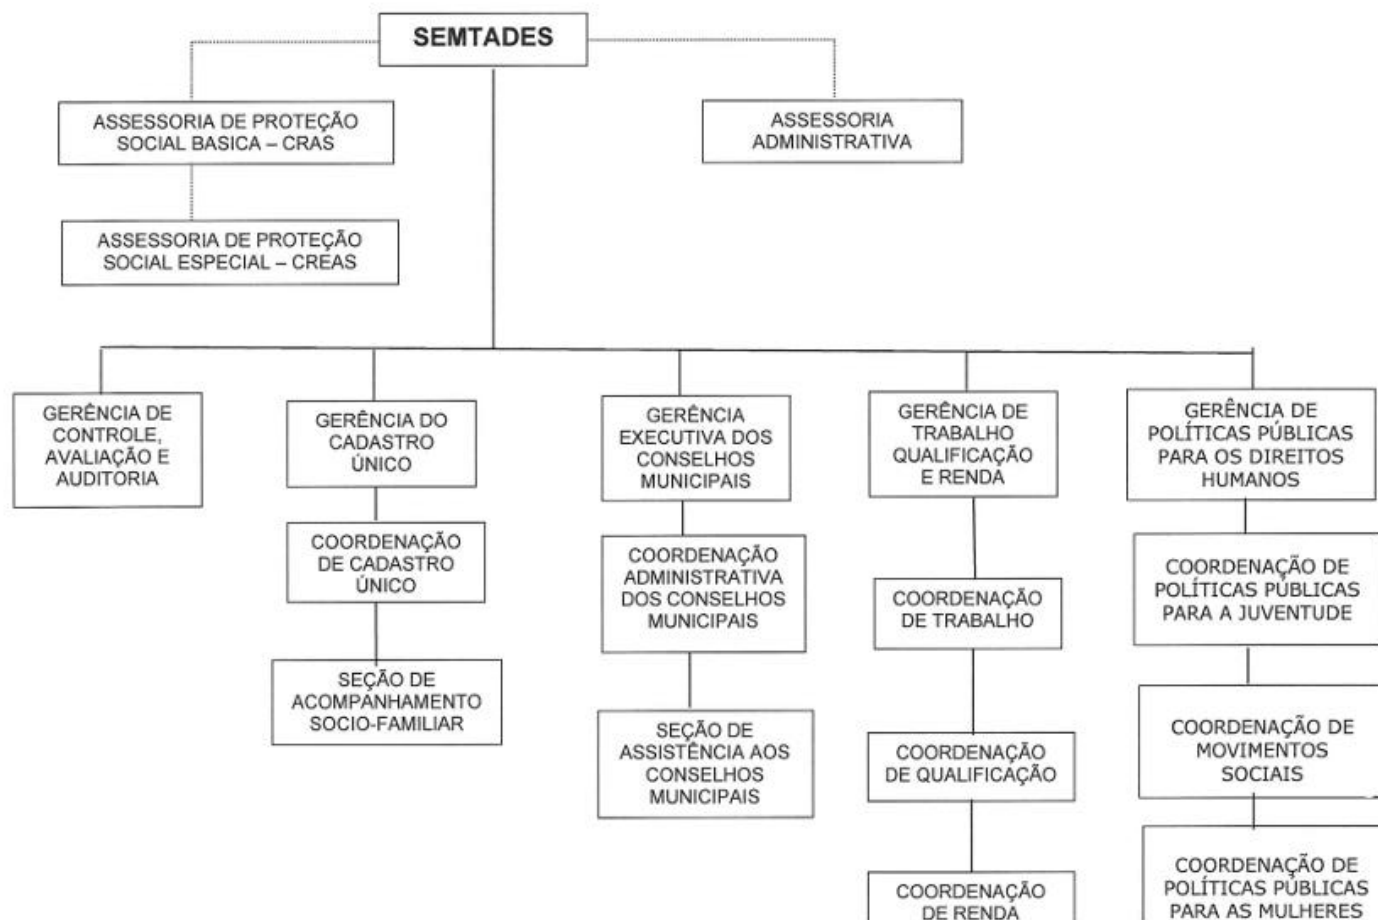 SEMTADES
ASSESSORIA DE PROTEÇÃO
SOCIAL BASICA – CRAS
ASSESSORIA
ADMINISTRATIVA
ASSESSORIA DE PROTEÇÃO
SOCIAL ESPECIAL – CREAS
GERÊNCIA DE
CONTROLE,
AVALIAÇÃO E
AUDITORIA
GERÊNCIA DO
CADASTRO
ÚNICO
COORDENAÇÃO
DE CADASTRO
ÚNICO
SEÇÃO DE
ACOMPANHAMENTO
SOCIO-FAMILIAR
GERÊNCIA
EXECUTIVA DOS
CONSELHOS
MUNICIPAIS
COORDENAÇÃO
ADMINISTRATIVA
DOS CONSELHOS
MUNICIPAIS
SEÇÃO DE
ASSISTÊNCIA AOS
CONSELHOS
MUNICIPAIS
GERÊNCIA DE
TRABALHO
QUALIFICAÇÃO
E RENDA
COORDENAÇÃO
DE TRABALHO
COORDENAÇÃO
DE QUALIFICAÇÃO
COORDENAÇÃO
DE RENDA
GERÊNCIA DE
POLÍTICAS PÚBLICAS
PARA OS DIREITOS
HUMANOS
COORDENAÇÃO DE
POLÍTICAS PÚBLICAS
PARA A JUVENTUDE
COORDENAÇÃO DE
MOVIMENTOS
SOCIAIS
COORDENAÇÃO DE
POLÍTICAS PÚBLICAS
PARA AS MULHERES